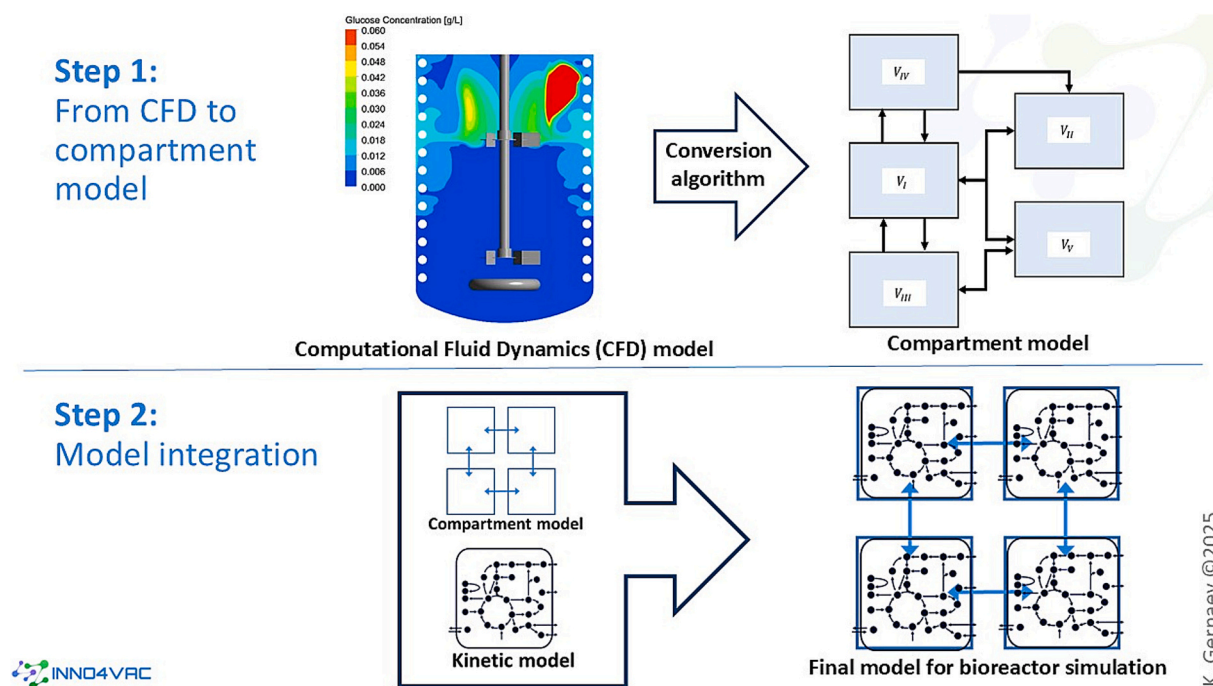 Step 1:
From CFD to
compartment
model
Glucose Concentration [g/L]
0.060
0.054
0.048
0.042
0.036
0.030
0.024
0.018
0.012
0.006
0.000
Computational Fluid Dynamics (CFD) model
Conversion
algorithm
V_IV
V_II
V_I
V_V
V_III
Compartment model
Step 2:
Model integration
Compartment model
Kinetic model
Final model for bioreactor simulation
INNO4VAC
K. Gernaey ©2025